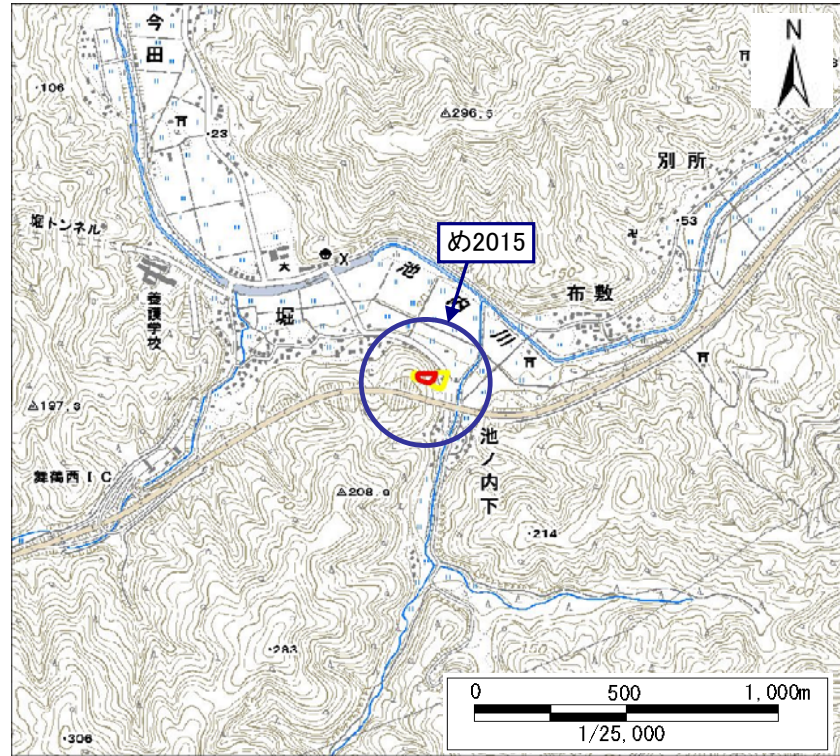 今田
N
・106
△296.5
・23
別所
・53
堀トンネル
め2015
大
X
池内川
布敷
養護学校
堀
△197.3
池ノ内下
舞鶴西IC
△208.9
・214
・283
150
・306
0 500 1,000m
1/25,000